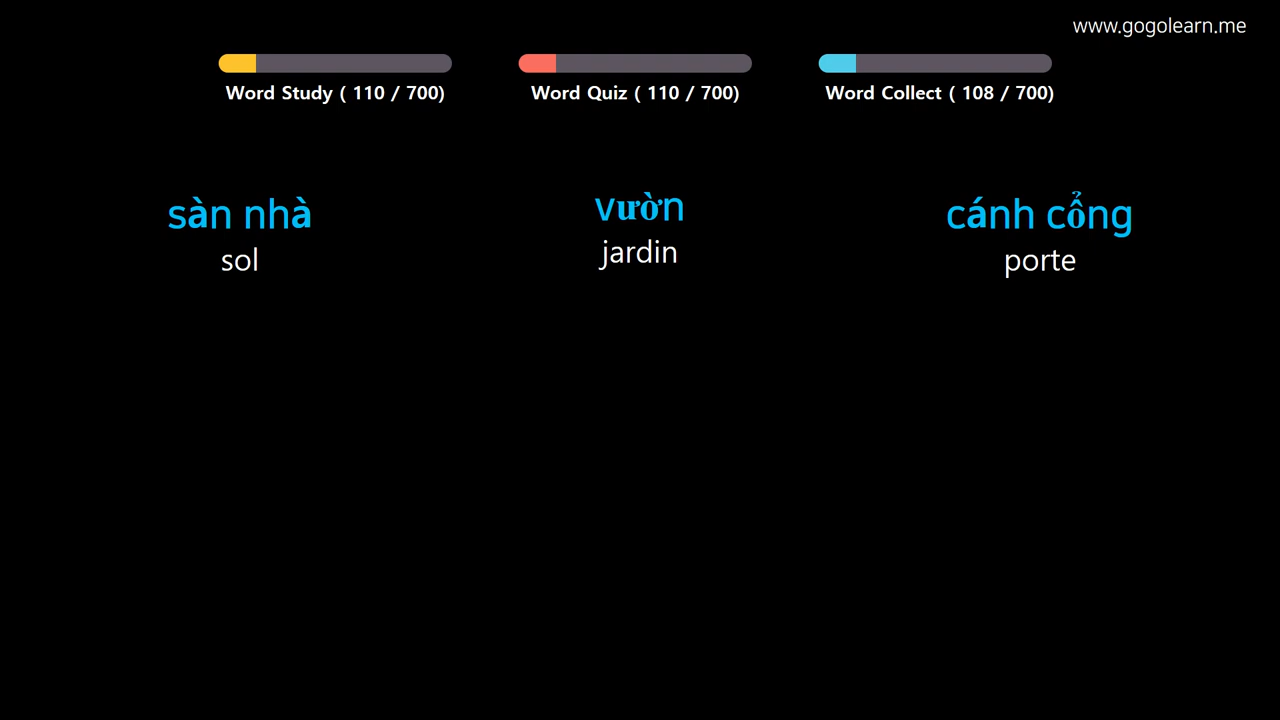 www.gogolearn.me
Word Study ( 110 / 700)
Word Quiz ( 110 / 700)
Word Collect ( 108 / 700)
sàn nhà
sol
vườn
jardin
cánh cổng
porte